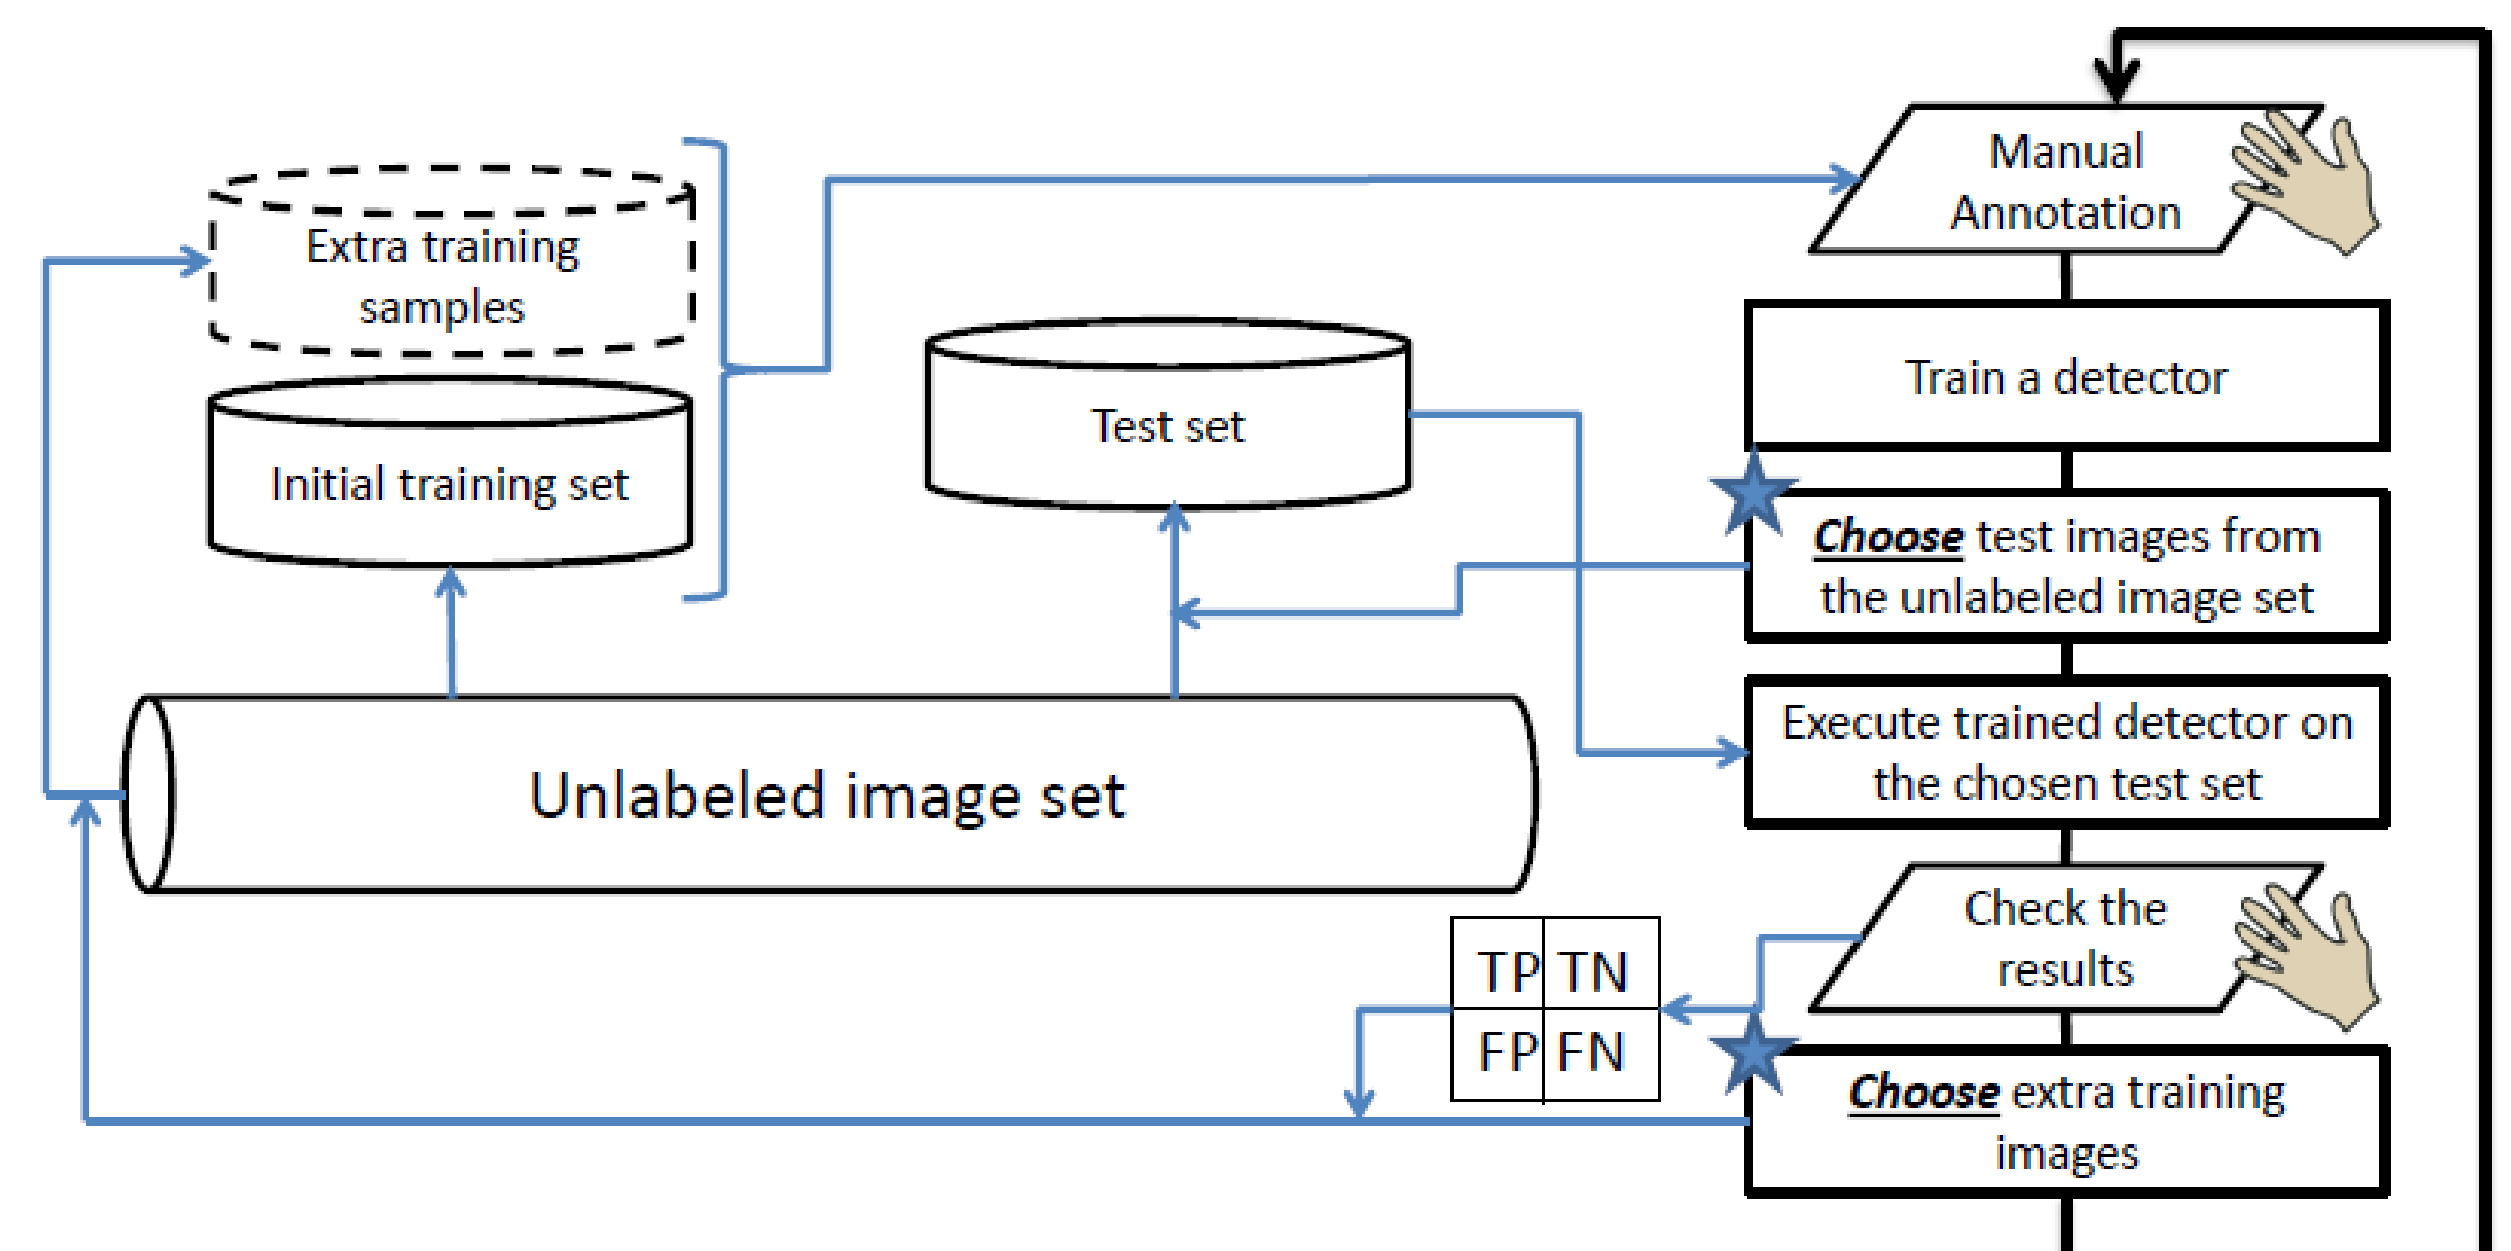 Manual
Annotation
Extra training
samples
Train a detector
Test set
Initial training set
Choose test images from
the unlabeled image set
Execute trained detector on
the chosen test set
Unlabeled image set
Check the
results
TP TN
FP FN
Choose extra training
images